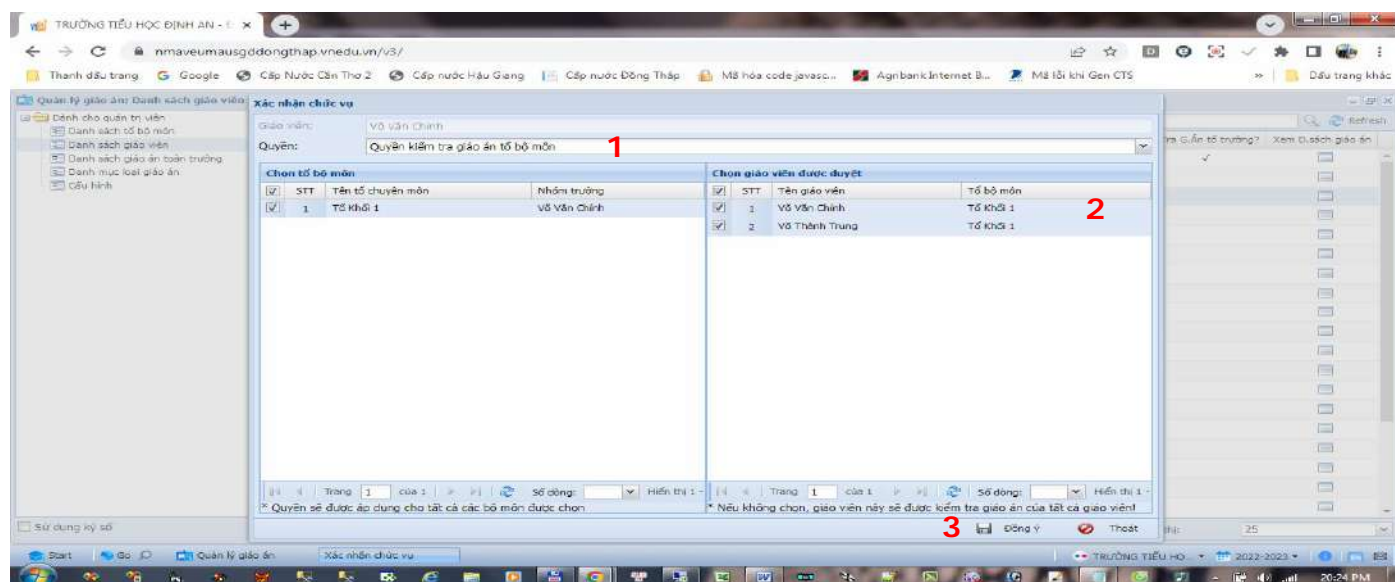 TRƯỜNG TIỂU HỌC ĐỊNH AN - Đ
nmaveumausgddongthap.vnedu.vn/v3/
Thanh dấu trang
Google
Cấp Nước Cần Thơ 2
Cấp nước Hậu Giang
Cấp nước Đồng Tháp
Mã hóa code javasc...
Agribank Internet B...
Mã lỗi khi Gen CTS
»
Dấu trang khác
Quản lý giáo án: Danh sách giáo viên
Xác nhận chức vụ
Dành cho quản trị viên
Danh sách tổ bộ môn
Danh sách giáo viên
Danh sách giáo án toàn trường
Danh mục loại giáo án
Cấu hình
Giáo viên:
Võ Văn Chính
Quyền:
Quyền kiểm tra giáo án tổ bộ môn
1
Refresh
tra G.Án tổ trưởng?
Xem D.sách giáo án
Chọn tổ bộ môn
STT
Tên tổ chuyên môn
Nhóm trưởng
1
Tổ Khối 1
Võ Văn Chính
Chọn giáo viên được duyệt
STT
Tên giáo viên
Tổ bộ môn
1
Võ Văn Chính
Tổ Khối 1
2
2
Võ Thành Trung
Tổ Khối 1
Trang 1 của 1
Số dòng:
Hiển thị 1 -
Trang 1 của 1
Số dòng:
Hiển thị 1 -
* Quyền sẽ được áp dụng cho tất cả các bộ môn được chọn
* Nếu không chọn, giáo viên này sẽ được kiểm tra giáo án của tất cả giáo viên!
3
Đồng ý
Thoát
Sử dụng ký số
25
Start
Go
Quản lý giáo án
Xác nhận chức vụ
TRƯỜNG TIỂU HỌ...
2022-2023
10:24 PM